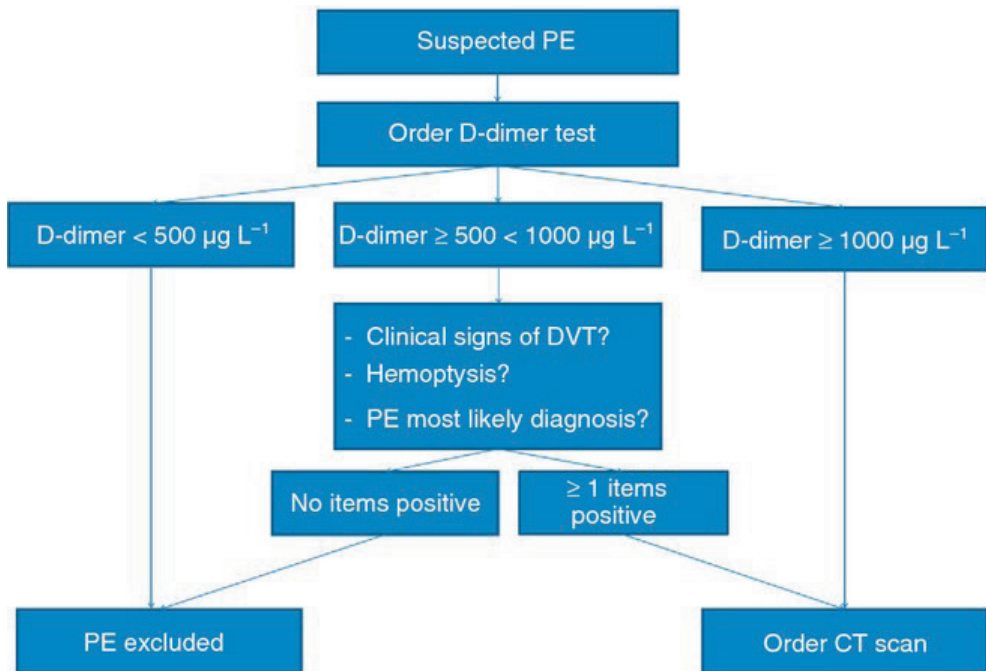 Suspected PE
Order D-dimer test
D-dimer < 500 µg L⁻¹
D-dimer ≥ 500 < 1000 µg L⁻¹
D-dimer ≥ 1000 µg L⁻¹
- Clinical signs of DVT?
- Hemoptysis?
- PE most likely diagnosis?
No items positive
≥ 1 items
positive
PE excluded
Order CT scan